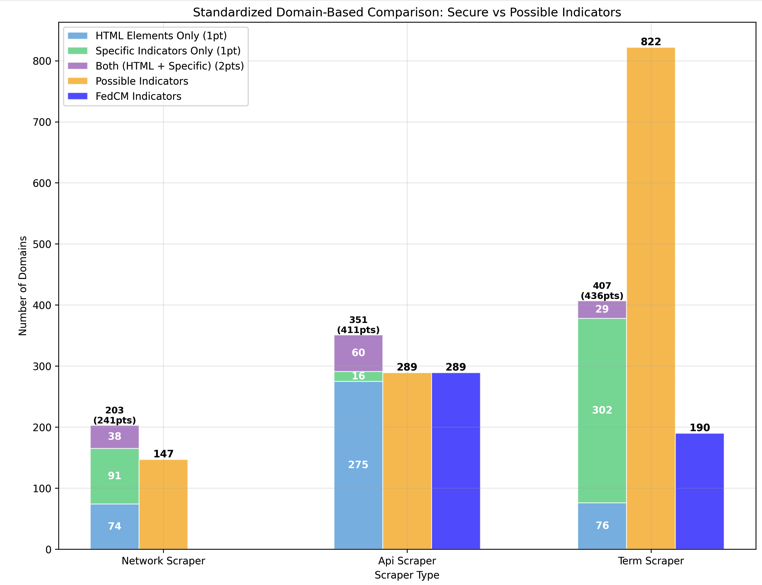 Standardized Domain-Based Comparison: Secure vs Possible Indicators
HTML Elements Only (1pt)
Specific Indicators Only (1pt)
Both (HTML + Specific) (2pts)
Possible Indicators
FedCM Indicators
Number of Domains
800
700
600
500
400
300
200
100
0
203
(241pts)
38
91
74
147
351
(411pts)
60
16
275
289
289
407
(436pts)
29
302
76
822
190
Network Scraper
Api Scraper
Term Scraper
Scraper Type